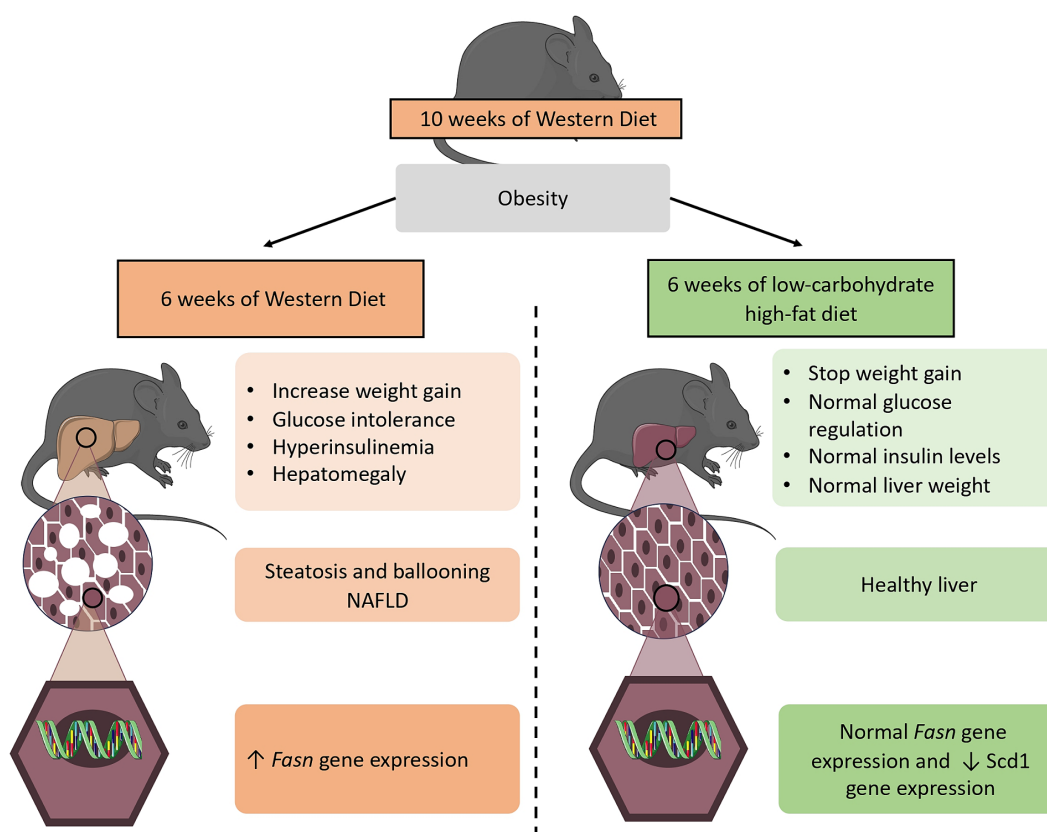 10 weeks of Western Diet
Obesity
6 weeks of Western Diet
• Increase weight gain
• Glucose intolerance
• Hyperinsulinemia
• Hepatomegaly
Steatosis and ballooning
NAFLD
↑ Fasn gene expression
6 weeks of low-carbohydrate
high-fat diet
• Stop weight gain
• Normal glucose
regulation
• Normal insulin levels
• Normal liver weight
Healthy liver
Normal Fasn gene
expression and ↓ Scd1
gene expression